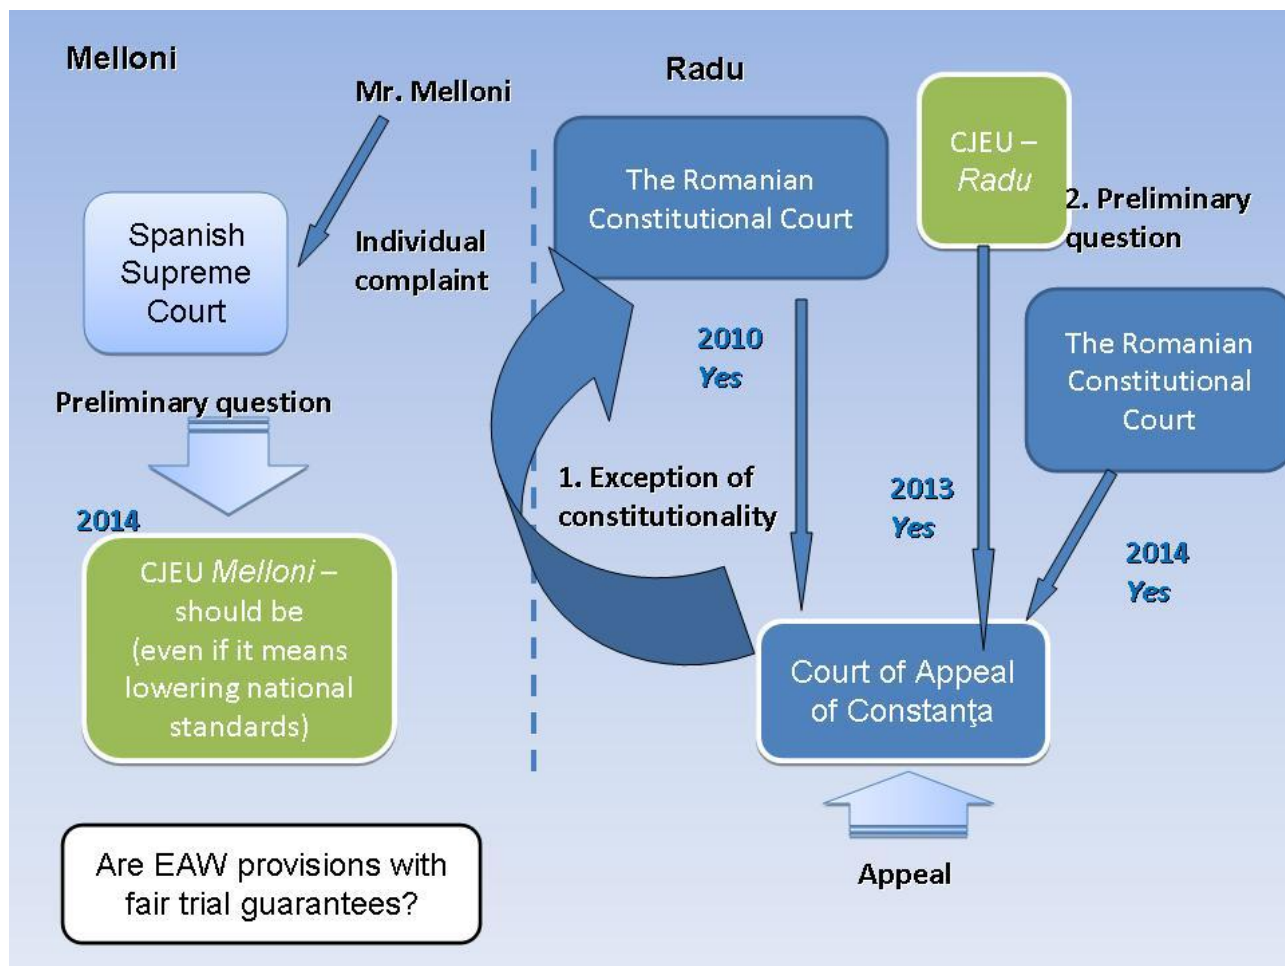 Melloni
Mr. Melloni
Spanish
Supreme
Court
Individual
complaint
Preliminary question
2014
CJEU Melloni –
should be
(even if it means
lowering national
standards)
Are EAW provisions with
fair trial guarantees?
Radu
The Romanian
Constitutional Court
CJEU –
Radu
2. Preliminary
question
2010
Yes
The Romanian
Constitutional
Court
1. Exception of
constitutionality
2013
Yes
2014
Yes
Court of Appeal
of Constanţa
Appeal